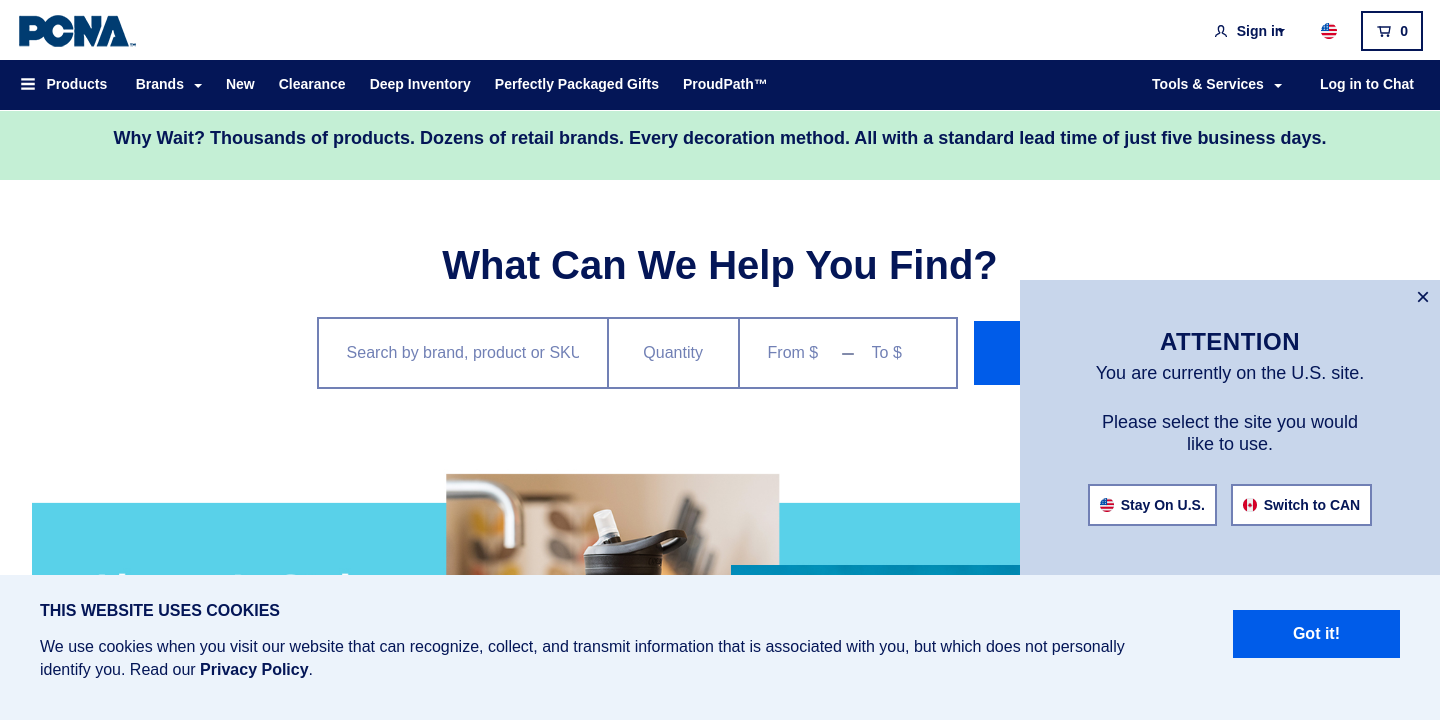 PCNA™
Sign in
0
Products Brands New Clearance Deep Inventory Perfectly Packaged Gifts ProudPath™ Tools & Services Log in to Chat
Why Wait? Thousands of products. Dozens of retail brands. Every decoration method. All with a standard lead time of just five business days.
What Can We Help You Find?
Search by brand, product or SKU Quantity From $ – To $
×
ATTENTION
You are currently on the U.S. site.
Please select the site you would
like to use.
Stay On U.S. Switch to CAN
THIS WEBSITE USES COOKIES
We use cookies when you visit our website that can recognize, collect, and transmit information that is associated with you, but which does not personally
identify you. Read our Privacy Policy.
Got it!